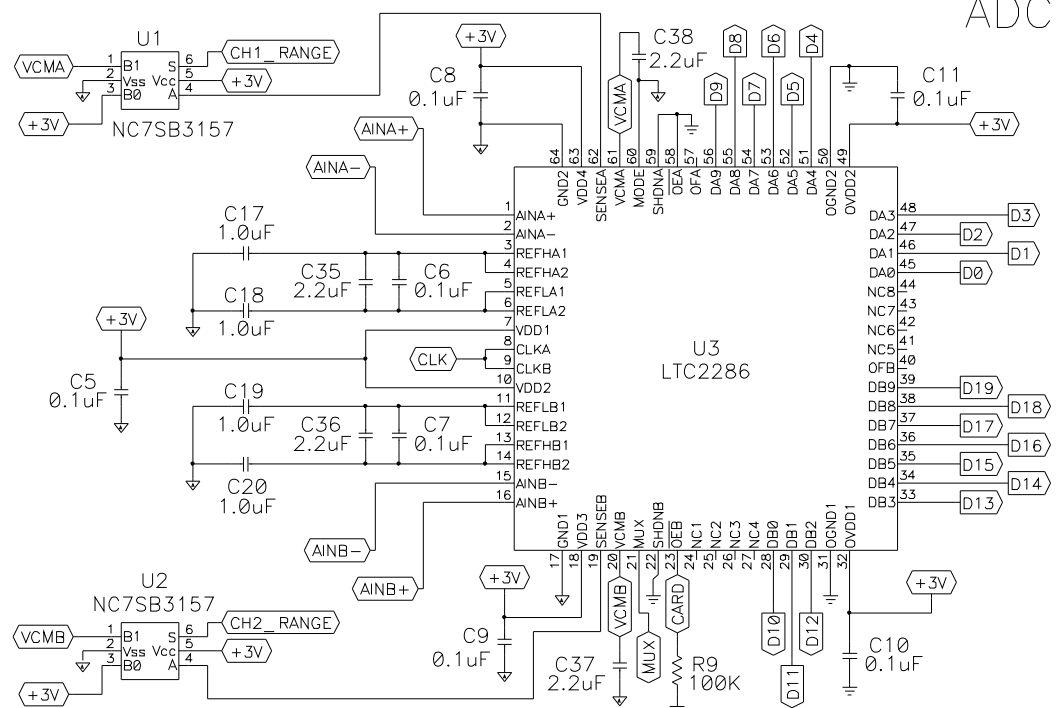 ADC
U1
VCMA
1 B1 S 6
2 Vss Vcc 5
3 B0 A 4
CH1_RANGE
+3V
+3V
NC7SB3157
+3V
C8
0.1uF
VCMA
C38
2.2uF
D9
D8
D7
D6
D5
D4
C11
0.1uF
+3V
AINA+
AINA-
64 63 62 61 60 59 58 57 56 55 54 53 52 51 50 49
GND2 VDD4 SENSEA VCMA MODE SHDNA OEA OFA DA9 DA8 DA7 DA6 DA5 DA4 OGND2 OVDD2
C17
1.0uF
C18
1.0uF
C35
2.2uF
C6
0.1uF
+3V
C5
0.1uF
CLK
C19
1.0uF
C20
1.0uF
C36
2.2uF
C7
0.1uF
AINB-
AINB+
1 AINA+
2 AINA-
3 REFHA1
4 REFHA2
5 REFLA1
6 REFLA2
7 VDD1
8 CLKA
9 CLKB
10 VDD2
11 REFLB1
12 REFLB2
13 REFHB1
14 REFHB2
15 AINB-
16 AINB+
U3
LTC2286
DA3 48 D3
DA2 47 D2
DA1 46 D1
DA0 45 D0
NC8 44
NC7 43
NC6 42
NC5 41
OFB 40
DB9 39 D19
DB8 38 D18
DB7 37 D17
DB6 36 D16
DB5 35 D15
DB4 34 D14
DB3 33 D13
GND1 VDD3 SENSEB VCMB MUX SHDNB OEB NC1 NC2 NC3 NC4 DB0 DB1 DB2 OGND1 OVDD1
17 18 19 20 21 22 23 24 25 26 27 28 29 30 31 32
U2
NC7SB3157
VCMB
1 B1 S 6
2 Vss Vcc 5
3 B0 A 4
CH2_RANGE
+3V
+3V
+3V
C9
0.1uF
VCMB
C37
2.2uF
MUX
CARD
R9
100K
D10
D11
D12
+3V
C10
0.1uF